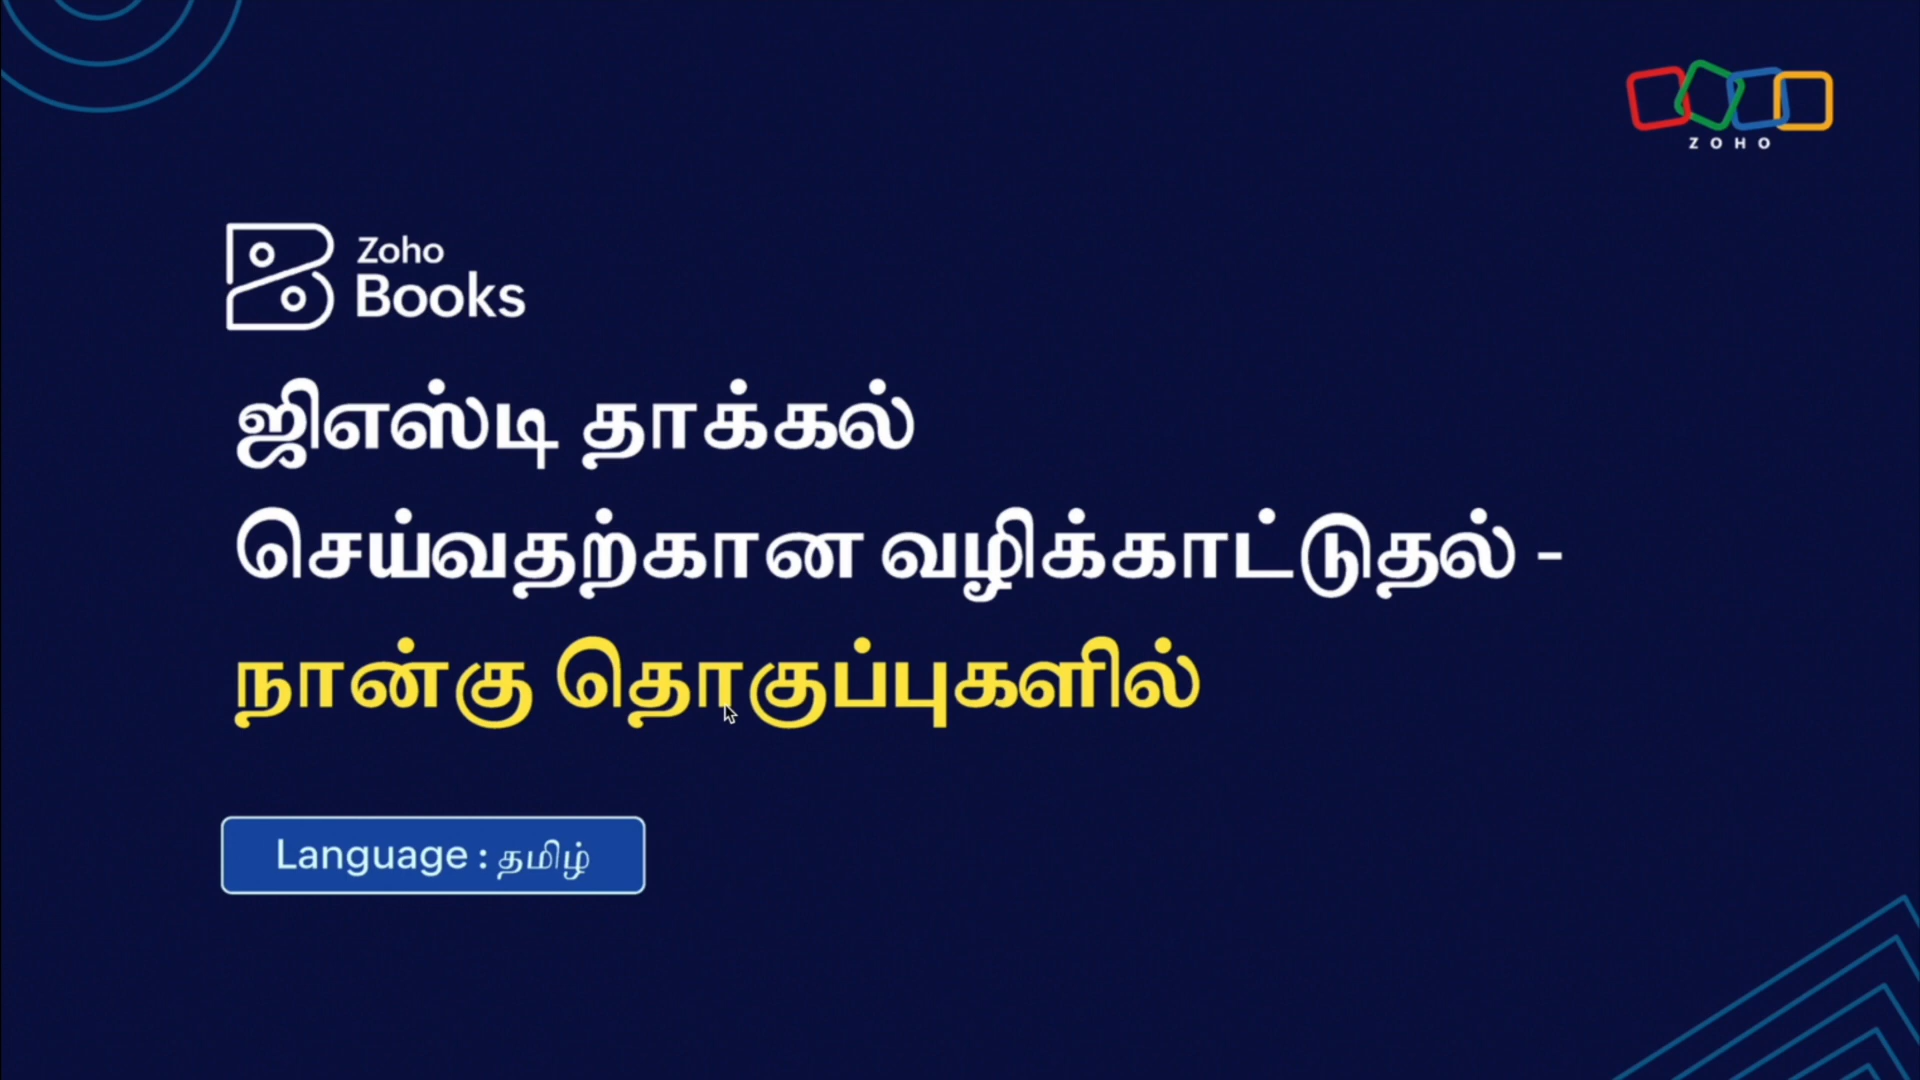 ZOHO
Zoho
Books
ஜிஎஸ்டி தாக்கல்
செய்வதற்கான வழிக்காட்டுதல் -
நான்கு தொகுப்புகளில்
Language : தமிழ்